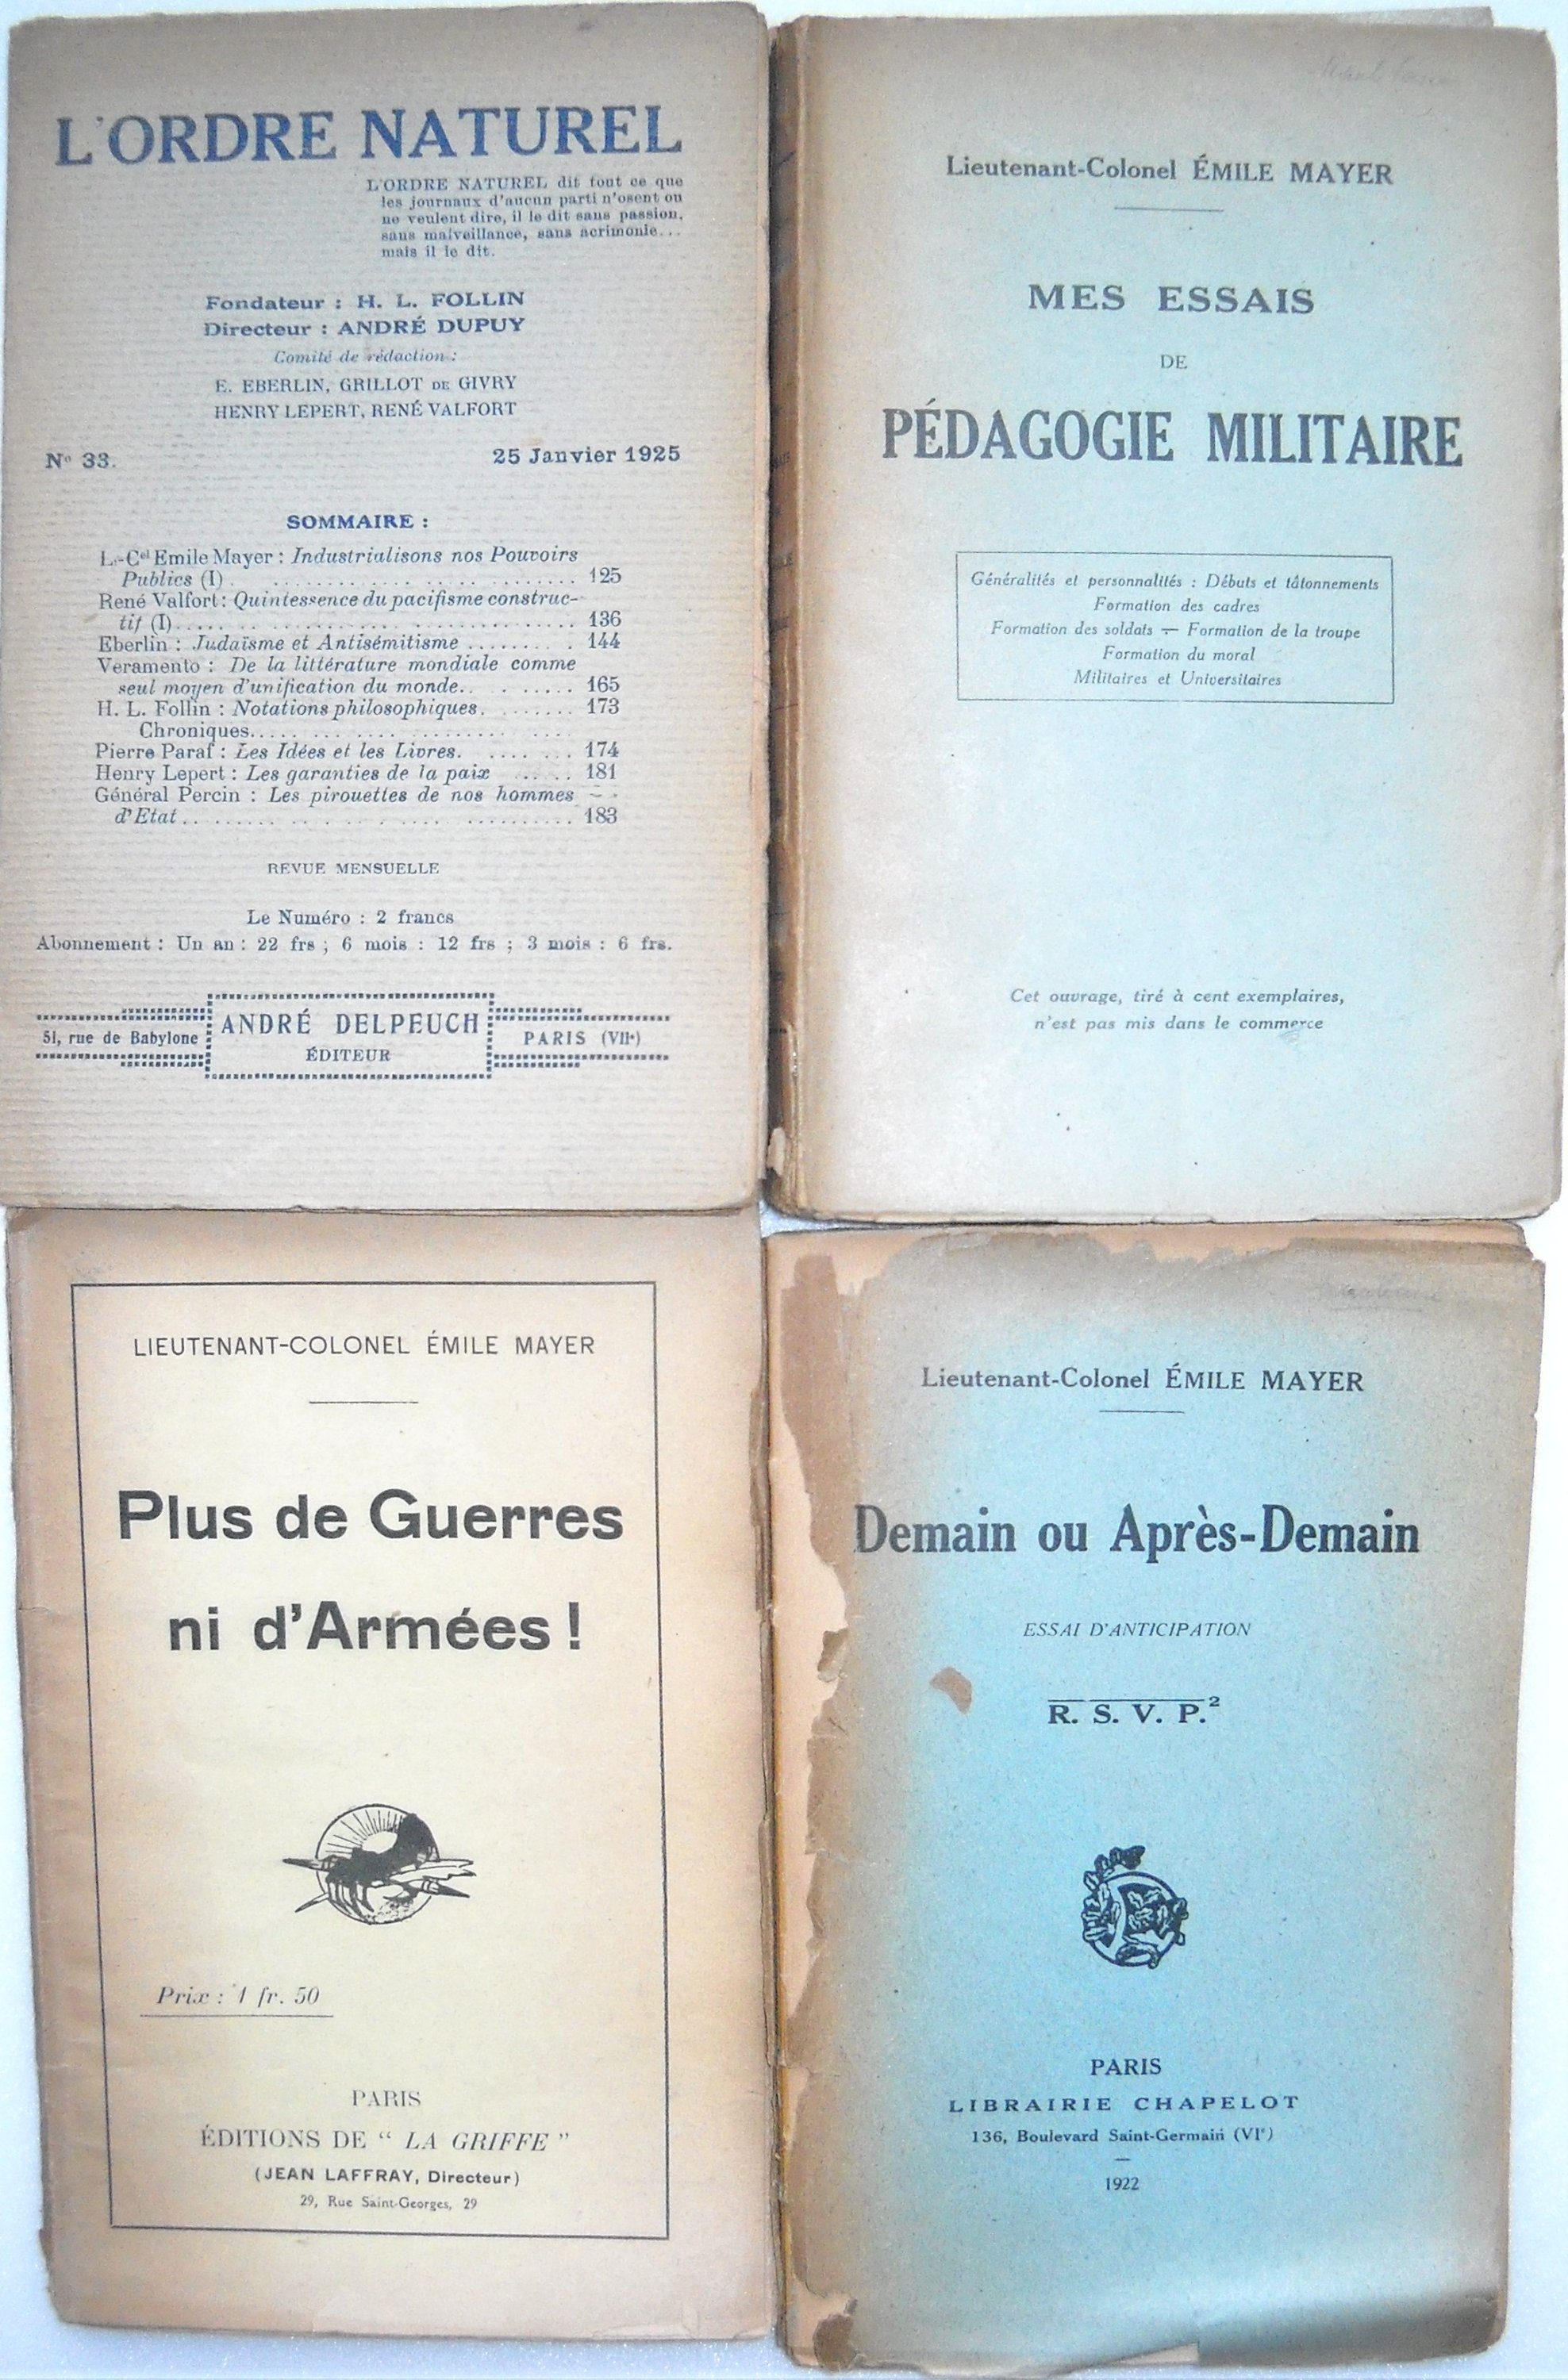 L'ORDRE NATUREL
L'ORDRE NATUREL dit tout ce que
les journaux d'aucun parti n'osent ou
ne veulent dire, il le dit sans passion,
sans malveillance, sans acrimonie...
mais il le dit.
Fondateur : H. L. FOLLIN
Directeur : ANDRÉ DUPUY
Comité de rédaction :
E. EBERLIN, GRILLOT DE GIVRY
HENRY LEPERT, RENÉ VALFORT
N° 33.
25 Janvier 1925
SOMMAIRE :
L.-Cel Emile Mayer : Industrialisons nos Pouvoirs
Publics (I) . . . . . . . . . . . . . . . . 125
René Valfort : Quintessence du pacifisme construc-
tif (I) . . . . . . . . . . . . . . . . 136
Eberlin : Judaïsme et Antisémitisme . . . . . . . . . 144
Veramento : De la littérature mondiale comme
seul moyen d'unification du monde . . . . . . . . 165
H. L. Follin : Notations philosophiques . . . . . . . . 173
Chroniques . . . . . . . . . . . . . . . .
Pierre Paraf : Les Idées et les Livres . . . . . . . . 174
Henry Lepert : Les garanties de la paix . . . . . 181
Général Percin : Les pirouettes de nos hommes
d'Etat . . . . . . . . . . . . . . . . 183
REVUE MENSUELLE
Le Numéro : 2 francs
Abonnement : Un an : 22 frs ; 6 mois : 12 frs ; 3 mois : 6 frs.
51, rue de Babylone
ANDRÉ DELPEUCH
ÉDITEUR
PARIS (VIIe)
Lieutenant-Colonel ÉMILE MAYER
MES ESSAIS
DE
PÉDAGOGIE MILITAIRE
Généralités et personnalités : Débuts et tâtonnements
Formation des cadres
Formation des soldats — Formation de la troupe
Formation du moral
Militaires et Universitaires
Cet ouvrage, tiré à cent exemplaires,
n'est pas mis dans le commerce
LIEUTENANT-COLONEL ÉMILE MAYER
Plus de Guerres
ni d'Armées !
Prix : 1 fr. 50
PARIS
ÉDITIONS DE “ LA GRIFFE ”
(JEAN LAFFRAY, Directeur)
29, Rue Saint-Georges, 29
Lieutenant-Colonel ÉMILE MAYER
Demain ou Après-Demain
ESSAI D'ANTICIPATION
R. S. V. P.²
PARIS
LIBRAIRIE CHAPELOT
136, Boulevard Saint-Germain (VIe)
1922